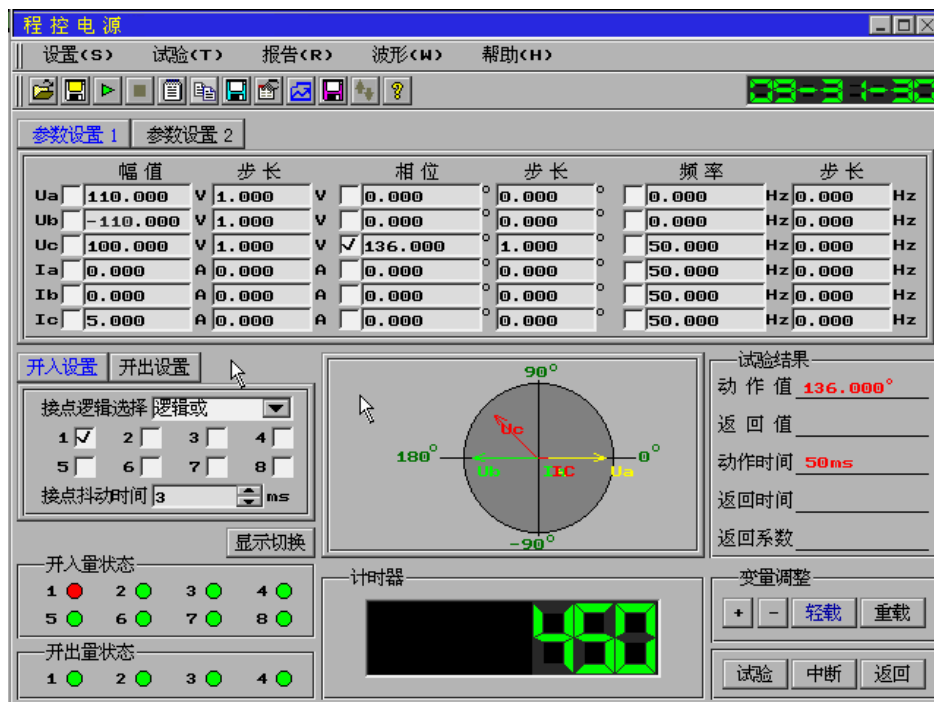 程控电源
设置(S) 试验(T) 报告(R) 波形(W) 帮助(H)
09-31-30
参数设置 1 参数设置 2
幅值 步长 相位 步长 频率 步长
Ua 110.000 V 1.000 V 0.000 ° 0.000 ° 0.000 Hz 0.000 Hz
Ub -110.000 V 1.000 V 0.000 ° 0.000 ° 0.000 Hz 0.000 Hz
Uc 100.000 V 1.000 V 136.000 ° 1.000 ° 50.000 Hz 0.000 Hz
Ia 0.000 A 0.000 A 0.000 ° 0.000 ° 50.000 Hz 0.000 Hz
Ib 0.000 A 0.000 A 0.000 ° 0.000 ° 50.000 Hz 0.000 Hz
Ic 5.000 A 0.000 A 0.000 ° 0.000 ° 50.000 Hz 0.000 Hz
开入设置 开出设置
接点逻辑选择 逻辑或
1 2 3 4
5 6 7 8
接点抖动时间 3 ms
显示切换
开入量状态
1 2 3 4
5 6 7 8
开出量状态
1 2 3 4
90°
Uc
180° Ub IC Ua 0°
-90°
计时器
450
试验结果
动作值 136.000°
返回值
动作时间 50ms
返回时间
返回系数
变量调整
+ - 轻载 重载
试验 中断 返回